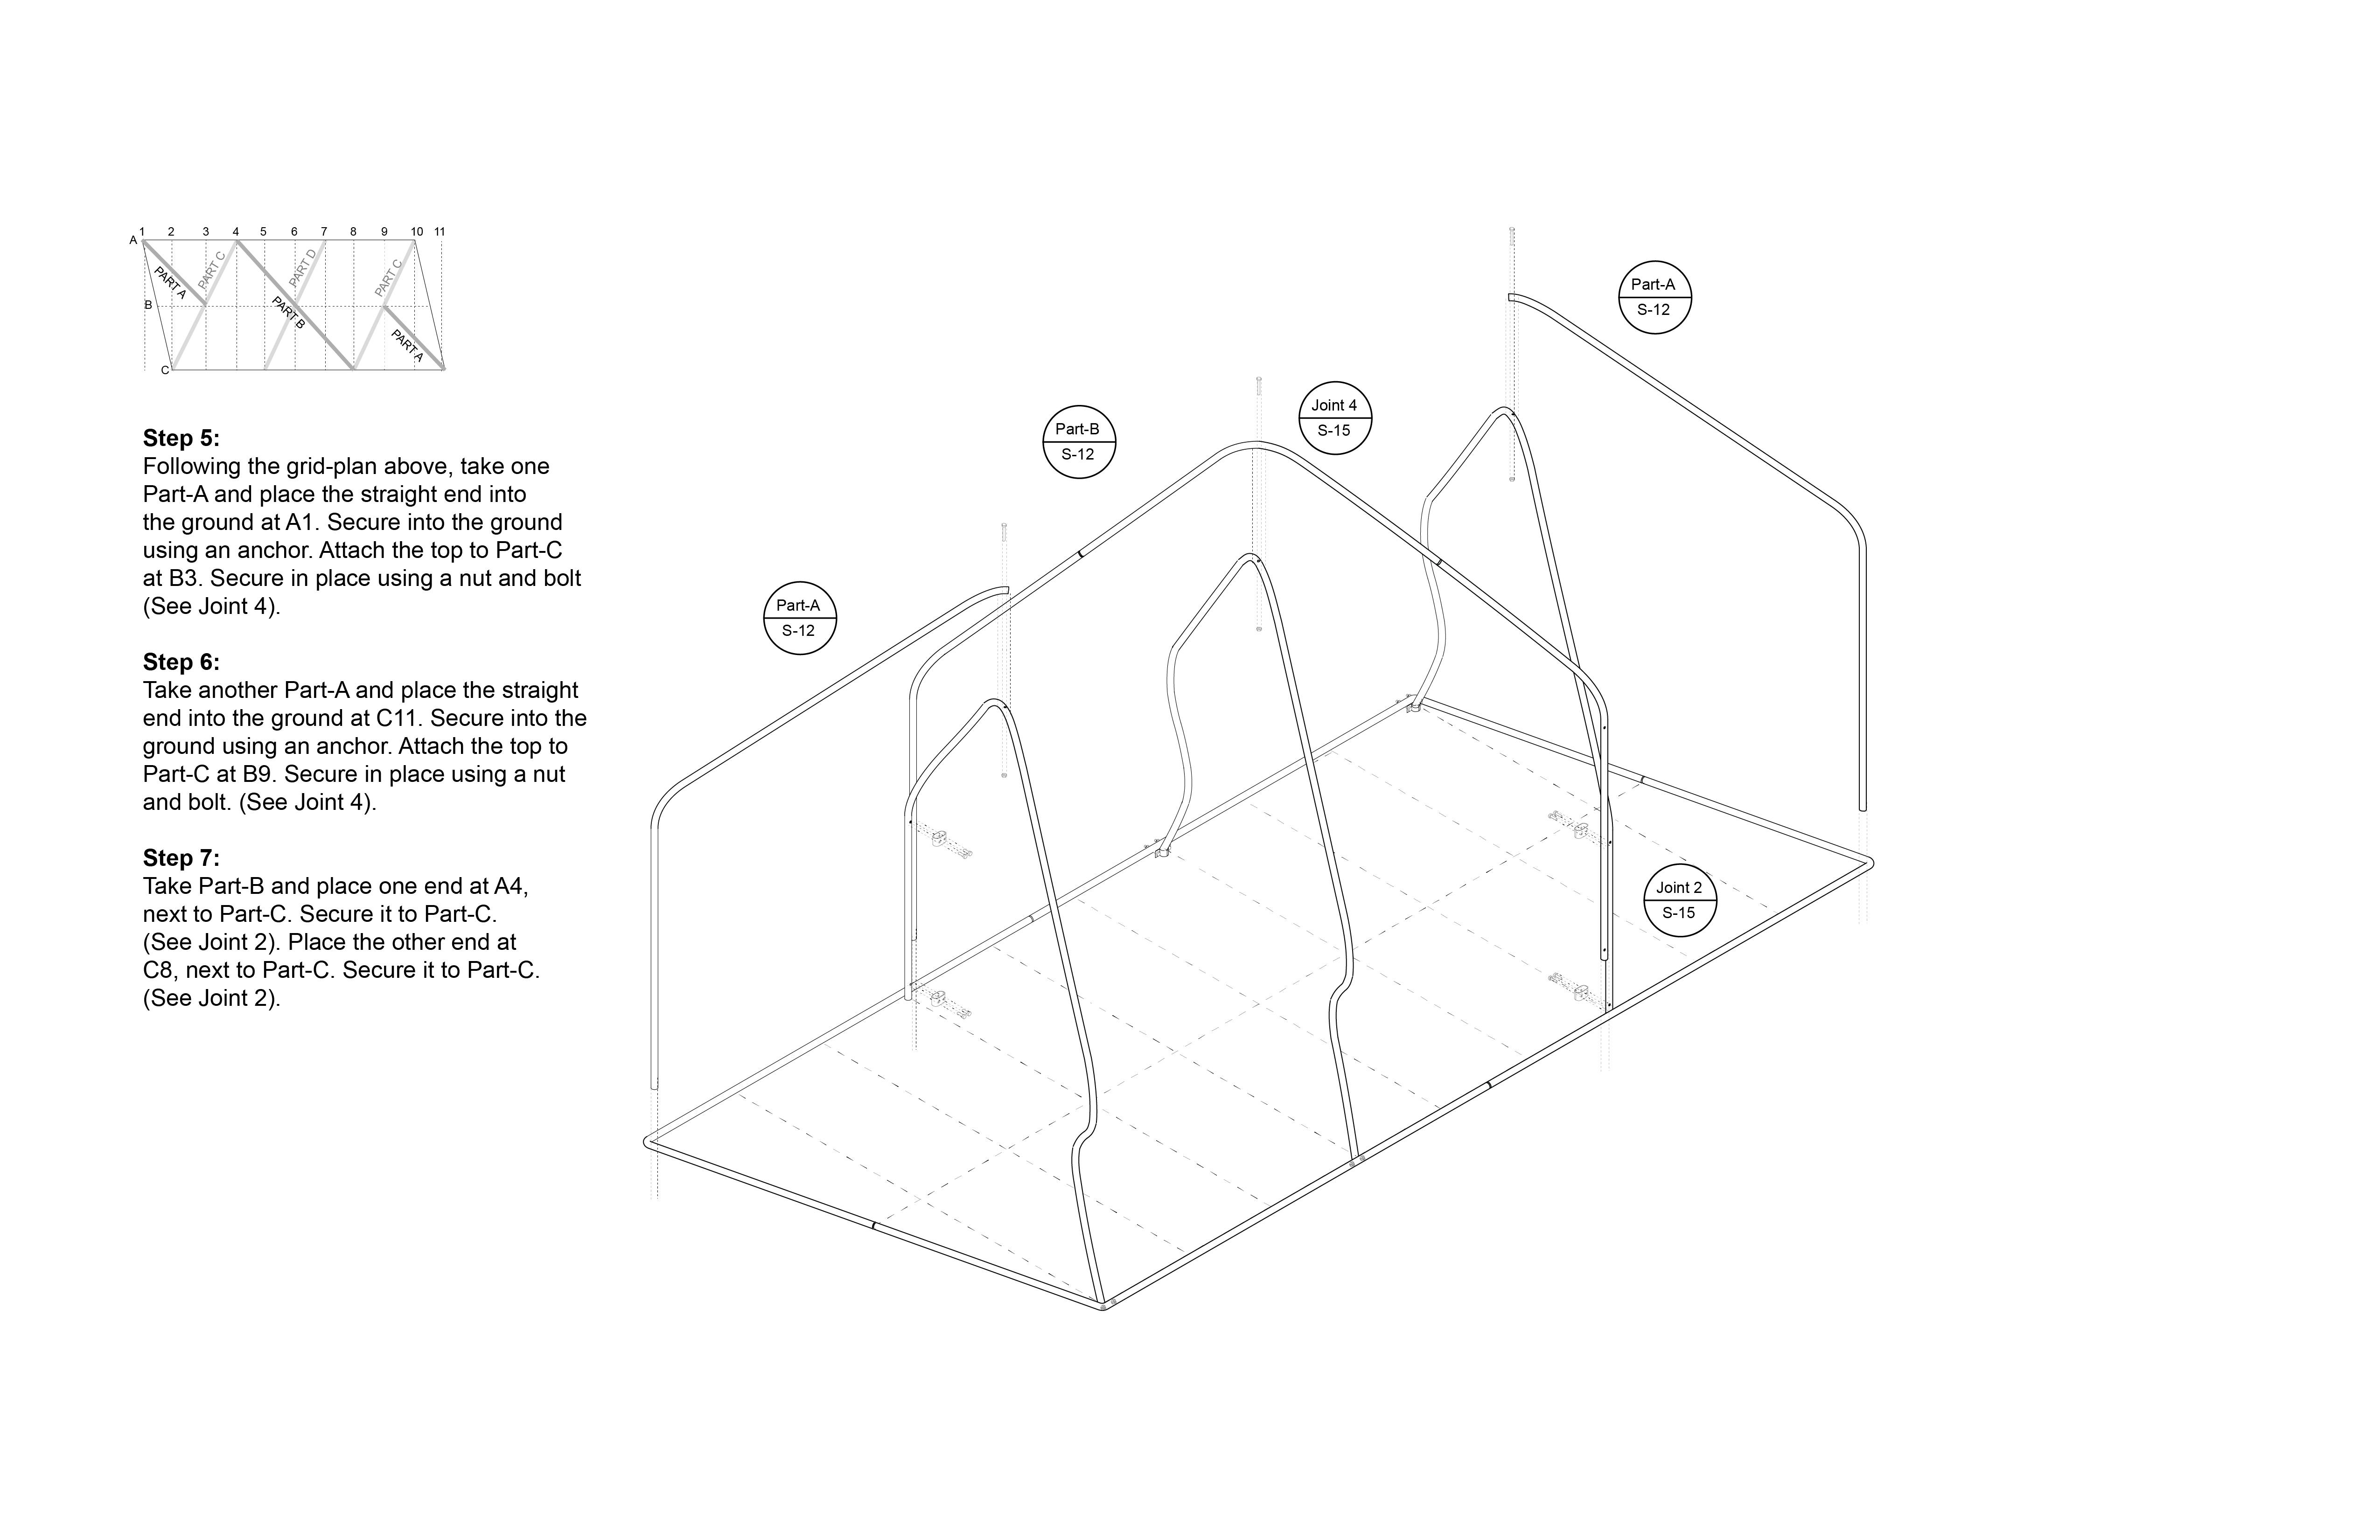 1 2 3 4 5 6 7 8 9 10 11
A
B
C
PART A
PART C
PART B
PART D
PART C
PART A
Step 5:
Following the grid-plan above, take one
Part-A and place the straight end into
the ground at A1. Secure into the ground
using an anchor. Attach the top to Part-C
at B3. Secure in place using a nut and bolt
(See Joint 4).
Step 6:
Take another Part-A and place the straight
end into the ground at C11. Secure into the
ground using an anchor. Attach the top to
Part-C at B9. Secure in place using a nut
and bolt. (See Joint 4).
Step 7:
Take Part-B and place one end at A4,
next to Part-C. Secure it to Part-C.
(See Joint 2). Place the other end at
C8, next to Part-C. Secure it to Part-C.
(See Joint 2).
Part-A
S-12
Part-B
S-12
Joint 4
S-15
Part-A
S-12
Joint 2
S-15